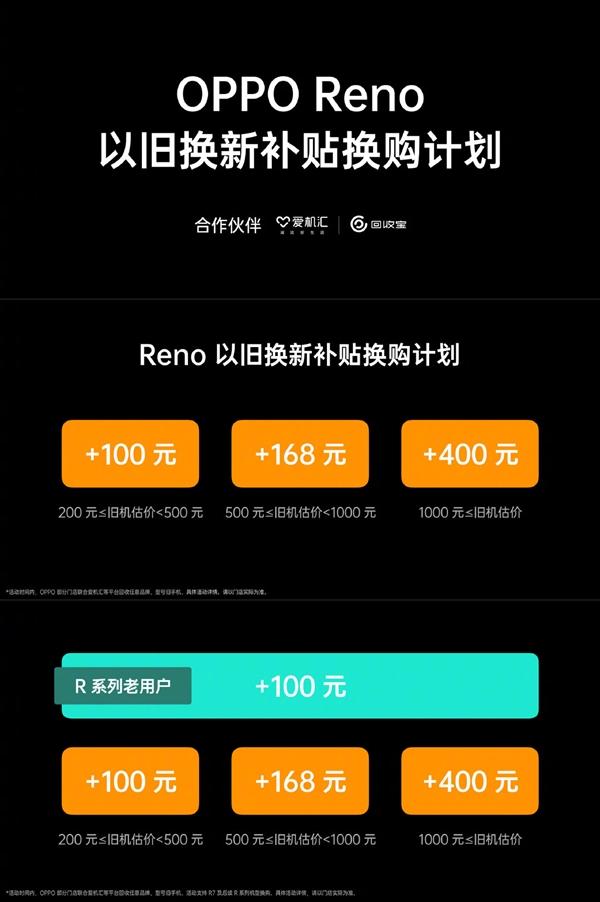 OPPO Reno
以旧换新补贴换购计划
合作伙伴 爱机汇 | 回收宝
Reno 以旧换新补贴换购计划
+100 元 +168 元 +400 元
200 元≤旧机估价<500 元 500 元≤旧机估价<1000 元 1000 元≤旧机估价
*活动时间内，OPPO 部分门店联合爱机汇等平台回收任意品牌，型号旧手机，具体活动详情，请以门店实际为准。
R 系列老用户 +100 元
+100 元 +168 元 +400 元
200 元≤旧机估价<500 元 500 元≤旧机估价<1000 元 1000 元≤旧机估价
*活动时间内，OPPO 部分门店联合爱机汇等平台回收任意品牌，型号旧手机，活动支持 R7 及后续 R 系列机型换购，具体活动详情，请以门店实际为准。